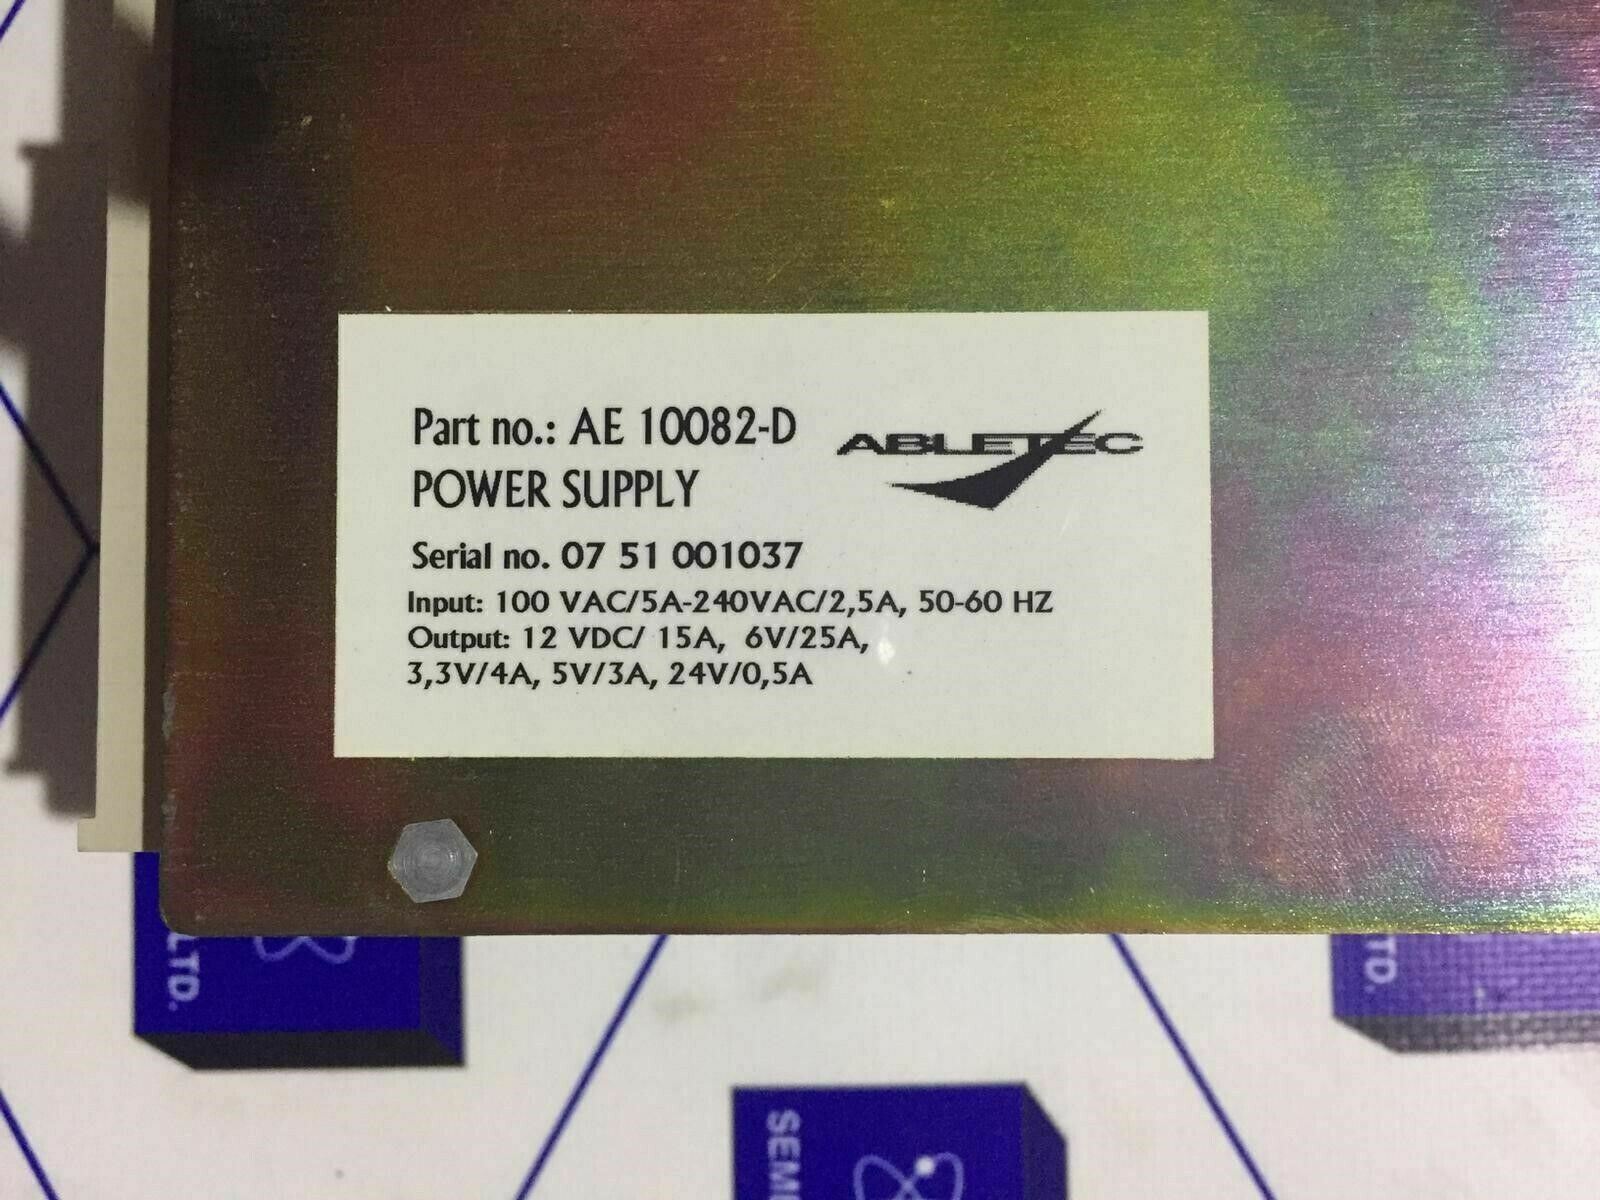 Part no.: AE 10082-D
ABLETEC
POWER SUPPLY
Serial no. 07 51 001037
Input: 100 VAC/5A-240VAC/2,5A, 50-60 HZ
Output: 12 VDC/ 15A, 6V/25A,
3,3V/4A, 5V/3A, 24V/0,5A
LTD.
LTD.
SEMI